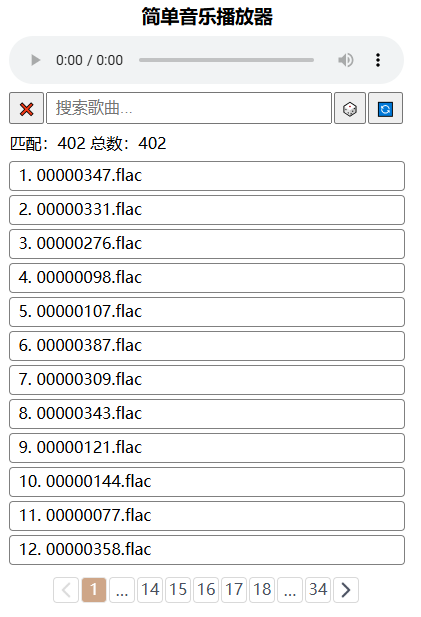 简单音乐播放器
0:00 / 0:00
搜索歌曲...
匹配：402 总数：402
1. 00000347.flac
2. 00000331.flac
3. 00000276.flac
4. 00000098.flac
5. 00000107.flac
6. 00000387.flac
7. 00000309.flac
8. 00000343.flac
9. 00000121.flac
10. 00000144.flac
11. 00000077.flac
12. 00000358.flac
1 ... 14 15 16 17 18 ... 34